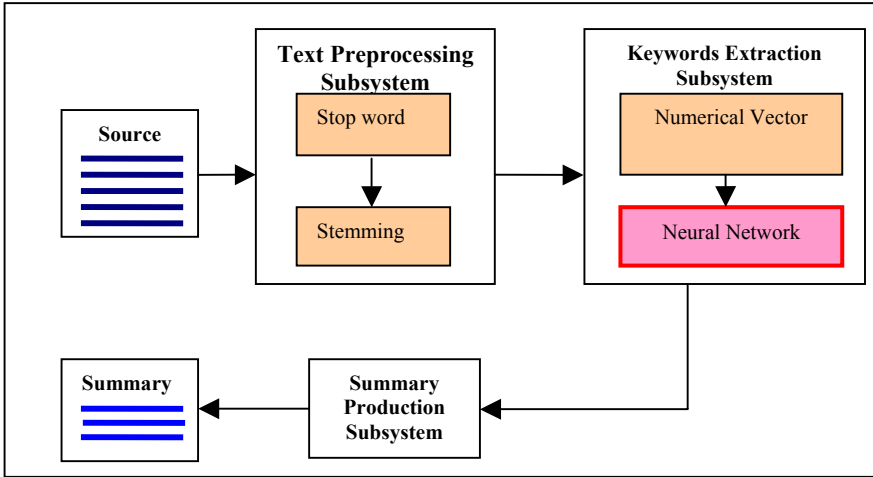 Source
Text Preprocessing
Subsystem
Stop word
Stemming
Keywords Extraction
Subsystem
Numerical Vector
Neural Network
Summary
Production
Subsystem
Summary